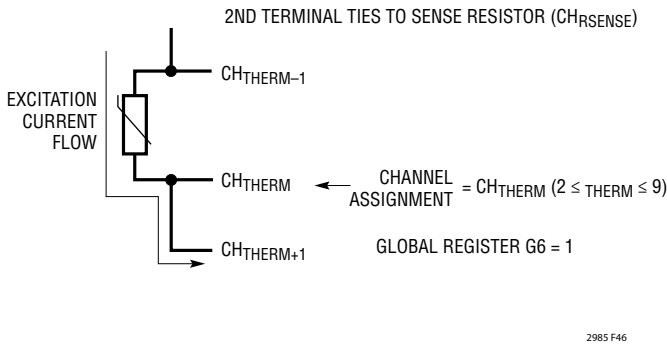 2ND TERMINAL TIES TO SENSE RESISTOR (CHRSENSE)
CHTHERM–1
EXCITATION
CURRENT
FLOW
CHTHERM
CHANNEL
ASSIGNMENT
= CHTHERM (2 ≤ THERM ≤ 9)
CHTHERM+1
GLOBAL REGISTER G6 = 1
2985 F46